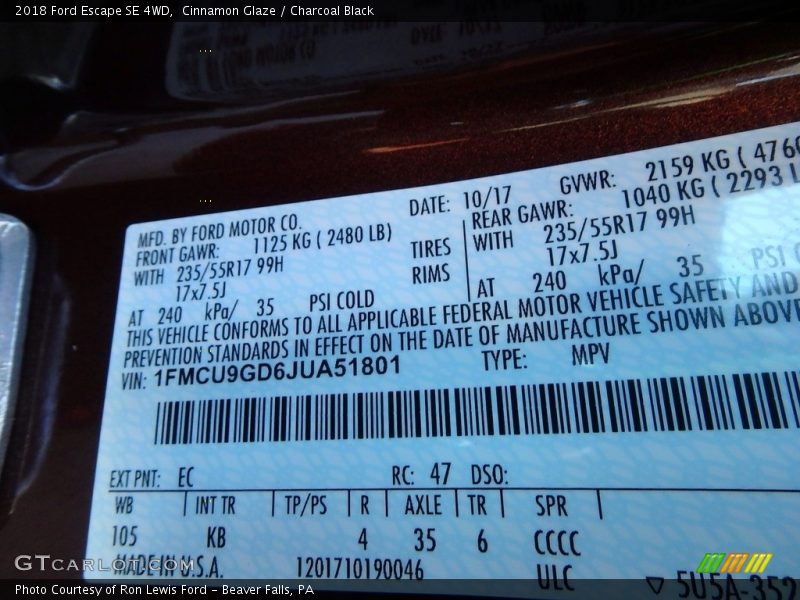 2018 Ford Escape SE 4WD, Cinnamon Glaze / Charcoal Black
MFD. BY FORD MOTOR CO. DATE: 10/17 GVWR: 2159 KG ( 4760
FRONT GAWR: 1125 KG ( 2480 LB) REAR GAWR: 1040 KG ( 2293 L
WITH 235/55R17 99H TIRES WITH 235/55R17 99H
17x7.5J RIMS 17x7.5J
AT 240 kPa/ 35 PSI COLD AT 240 kPa/ 35 PSI C
THIS VEHICLE CONFORMS TO ALL APPLICABLE FEDERAL MOTOR VEHICLE SAFETY AND
PREVENTION STANDARDS IN EFFECT ON THE DATE OF MANUFACTURE SHOWN ABOVE
VIN: 1FMCU9GD6JUA51801 TYPE: MPV
EXT PNT: EC RC: 47 DSO:
WB INT TR TP/PS R AXLE TR SPR
105 KB 4 35 6 CCCC
MADE IN U.S.A. 1201710190046 ULC 5U5A-352
GTCARLOT.COM
Photo Courtesy of Ron Lewis Ford - Beaver Falls, PA